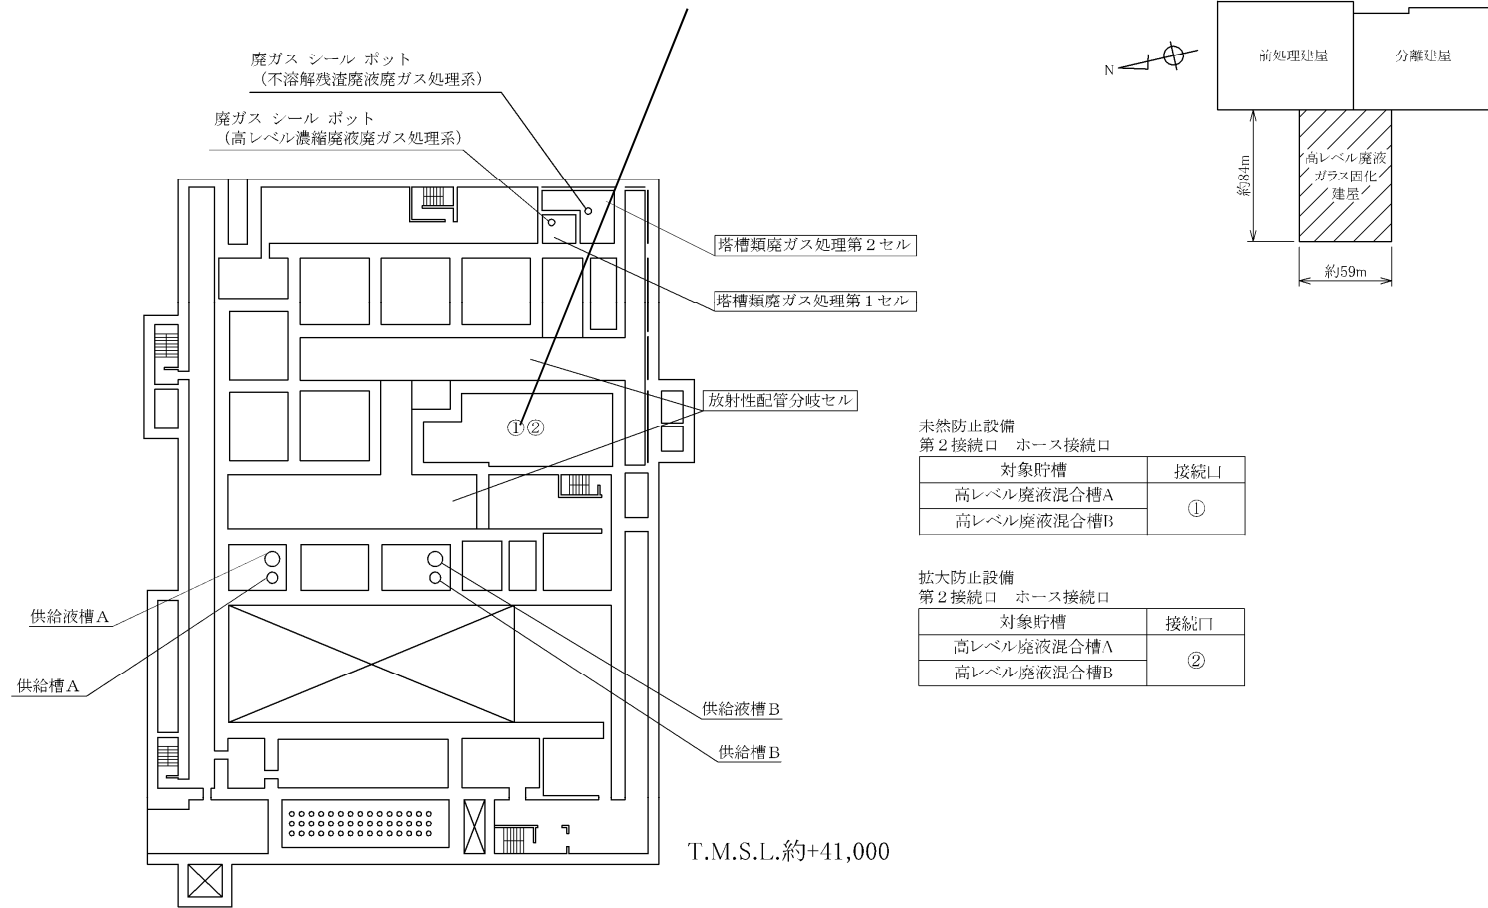 廃ガス シール ポット
（不溶解残渣廃液廃ガス処理系）
廃ガス シール ポット
（高レベル濃縮廃液廃ガス処理系）
N
前処理建屋
分離建屋
高レベル廃液
ガラス固化
建屋
約84m
約59m
塔槽類廃ガス処理第２セル
塔槽類廃ガス処理第１セル
放射性配管分岐セル
①②
未然防止設備
第２接続口 ホース接続口
対象貯槽 接続口
高レベル廃液混合槽A ①
高レベル廃液混合槽B
拡大防止設備
第２接続口 ホース接続口
対象貯槽 接続口
高レベル廃液混合槽A ②
高レベル廃液混合槽B
供給液槽A
供給槽A
供給液槽B
供給槽B
T.M.S.L.約+41,000